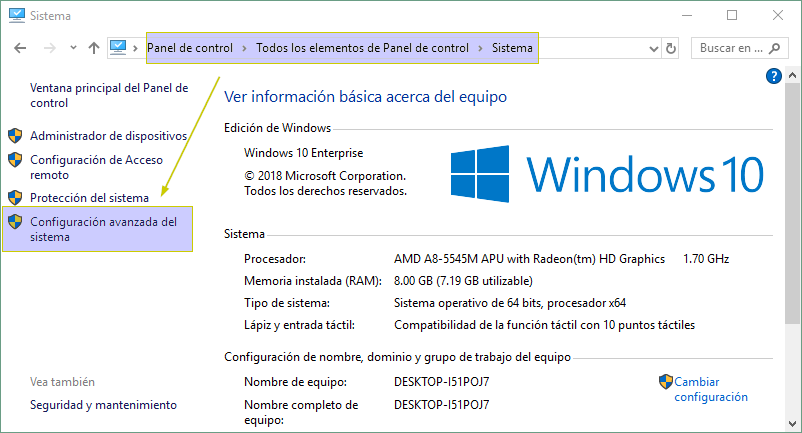 Sistema
Panel de control > Todos los elementos de Panel de control > Sistema
Buscar en ...
Ventana principal del Panel de
control
Administrador de dispositivos
Configuración de Acceso
remoto
Protección del sistema
Configuración avanzada del
sistema
Vea también
Seguridad y mantenimiento
?
Ver información básica acerca del equipo
Edición de Windows
Windows 10 Enterprise
© 2018 Microsoft Corporation.
Todos los derechos reservados.
Windows 10
Sistema
Procesador: AMD A8-5545M APU with Radeon(tm) HD Graphics 1.70 GHz
Memoria instalada (RAM): 8.00 GB (7.19 GB utilizable)
Tipo de sistema: Sistema operativo de 64 bits, procesador x64
Lápiz y entrada táctil: Compatibilidad de la función táctil con 10 puntos táctiles
Configuración de nombre, dominio y grupo de trabajo del equipo
Nombre de equipo: DESKTOP-I51POJ7
Cambiar
configuración
Nombre completo de DESKTOP-I51POJ7
equipo: